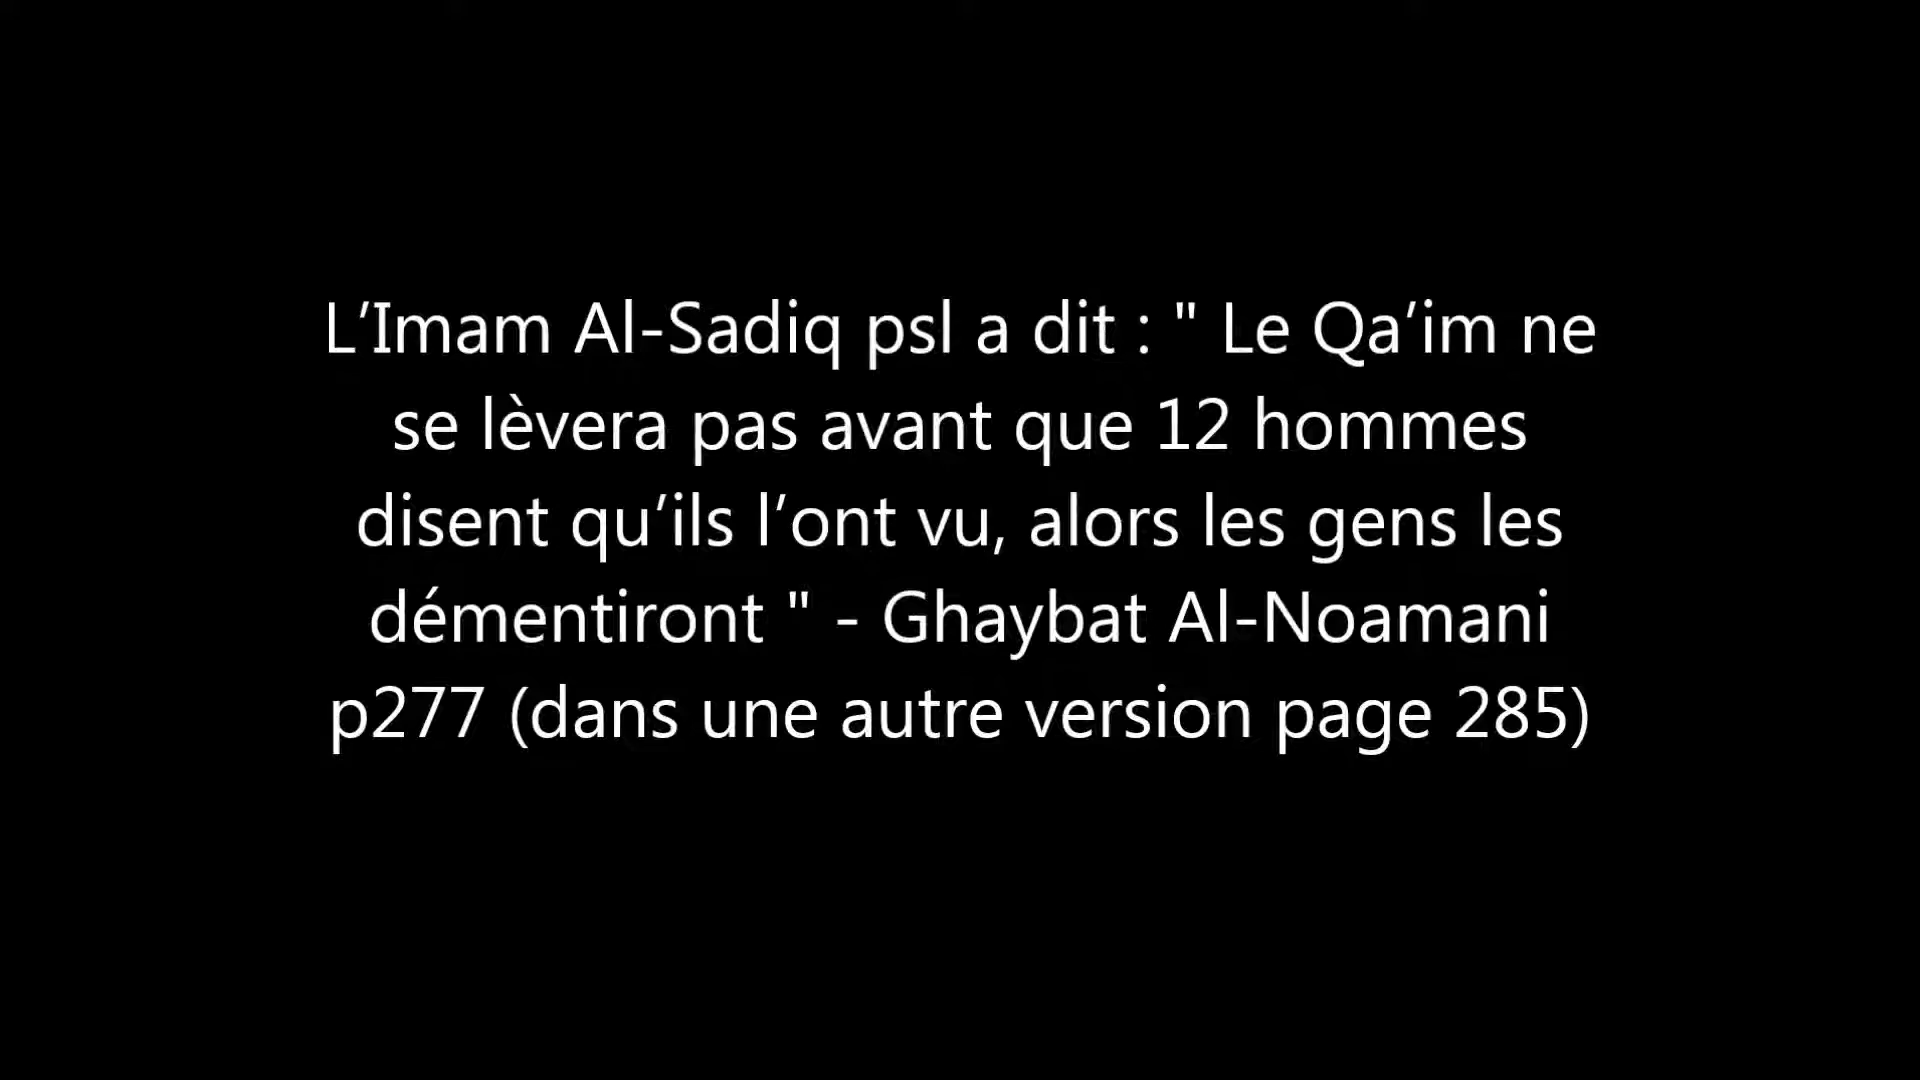 L’Imam Al-Sadiq psl a dit : " Le Qa’im ne
se lèvera pas avant que 12 hommes
disent qu’ils l’ont vu, alors les gens les
démentiront " - Ghaybat Al-Noamani
p277 (dans une autre version page 285)